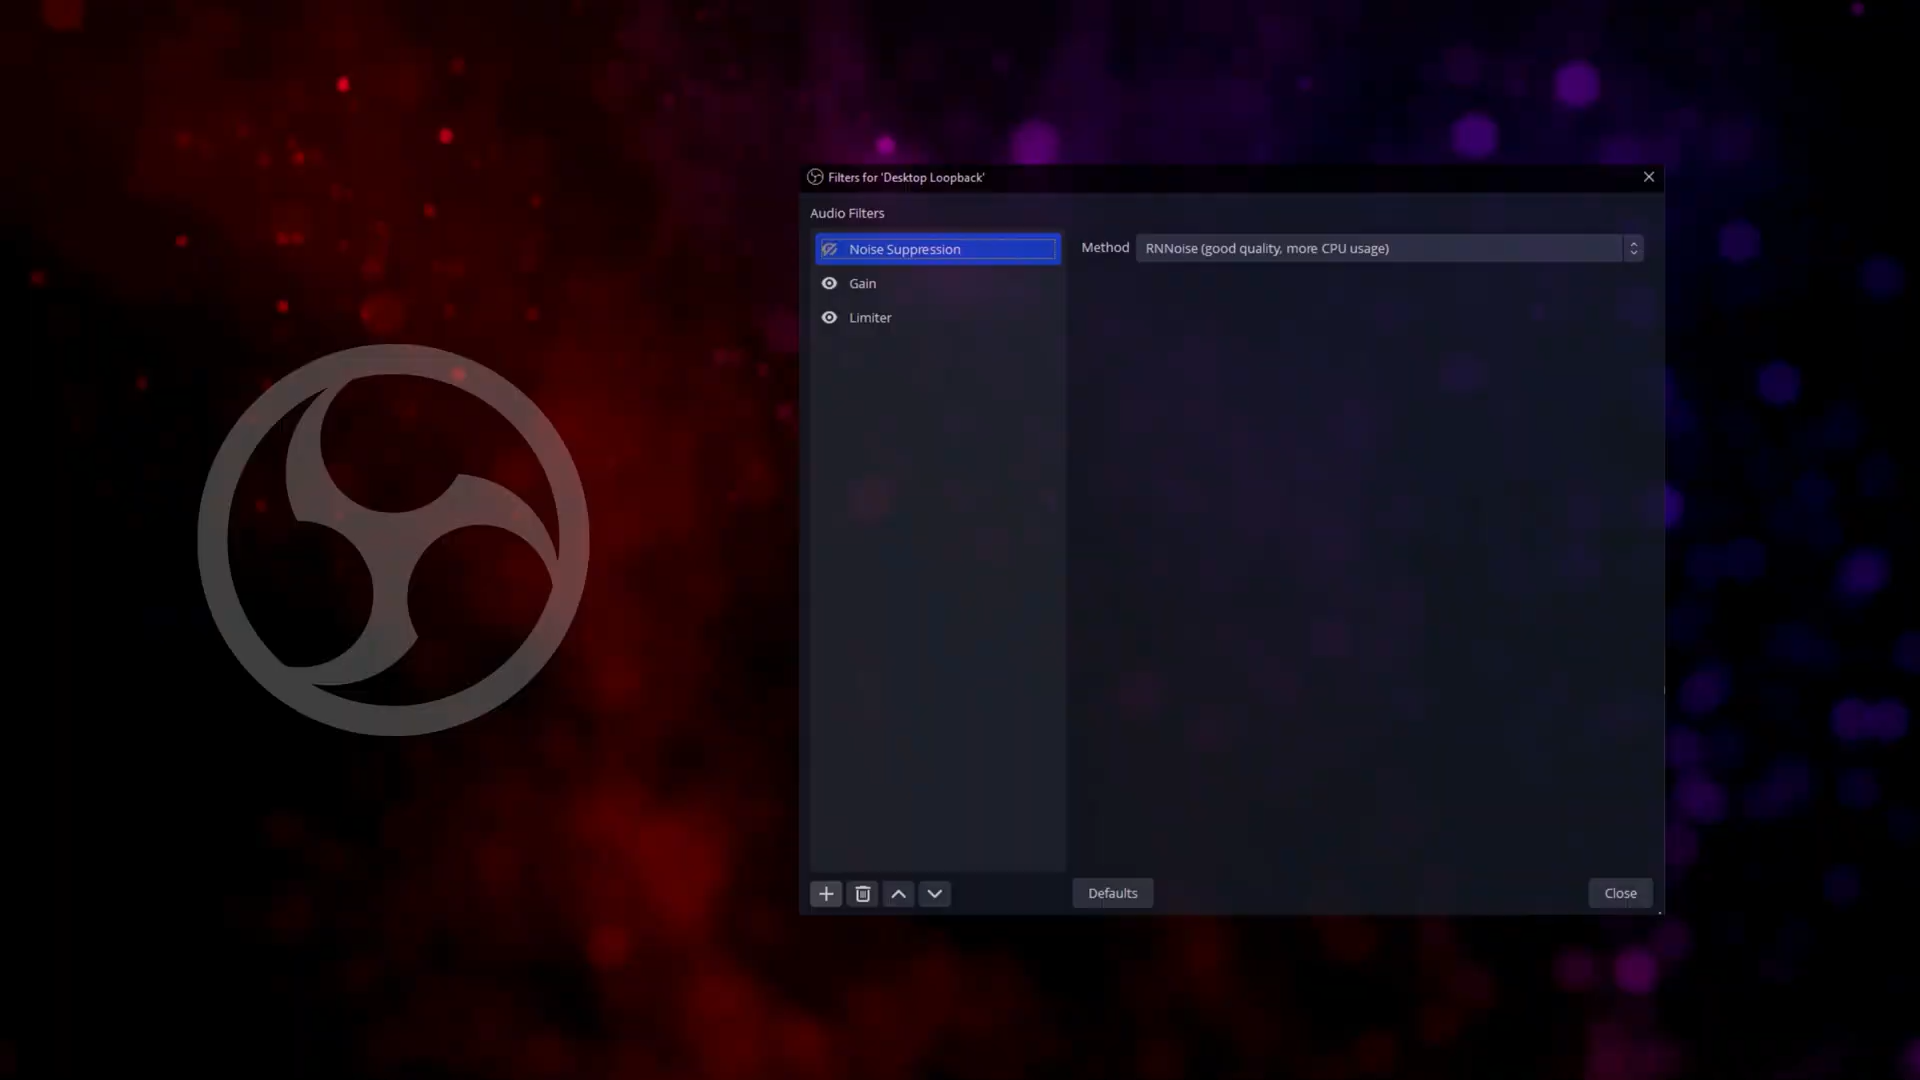 Filters for 'Desktop Loopback'
Audio Filters
Noise Suppression
Gain
Limiter
Method RNNoise (good quality, more CPU usage)
Defaults
Close